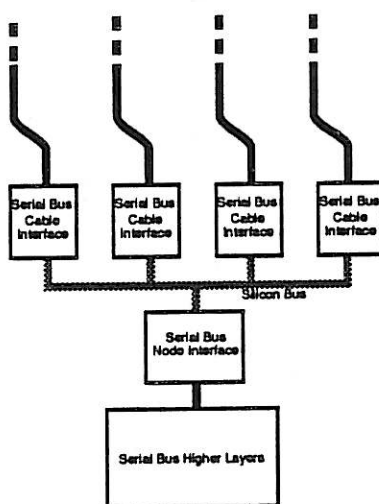 Serial Bus
Cable
Interface
Serial Bus
Cable
Interface
Serial Bus
Cable
Interface
Serial Bus
Cable
Interface
Silicon Bus
Serial Bus
Node Interface
Serial Bus Higher Layers